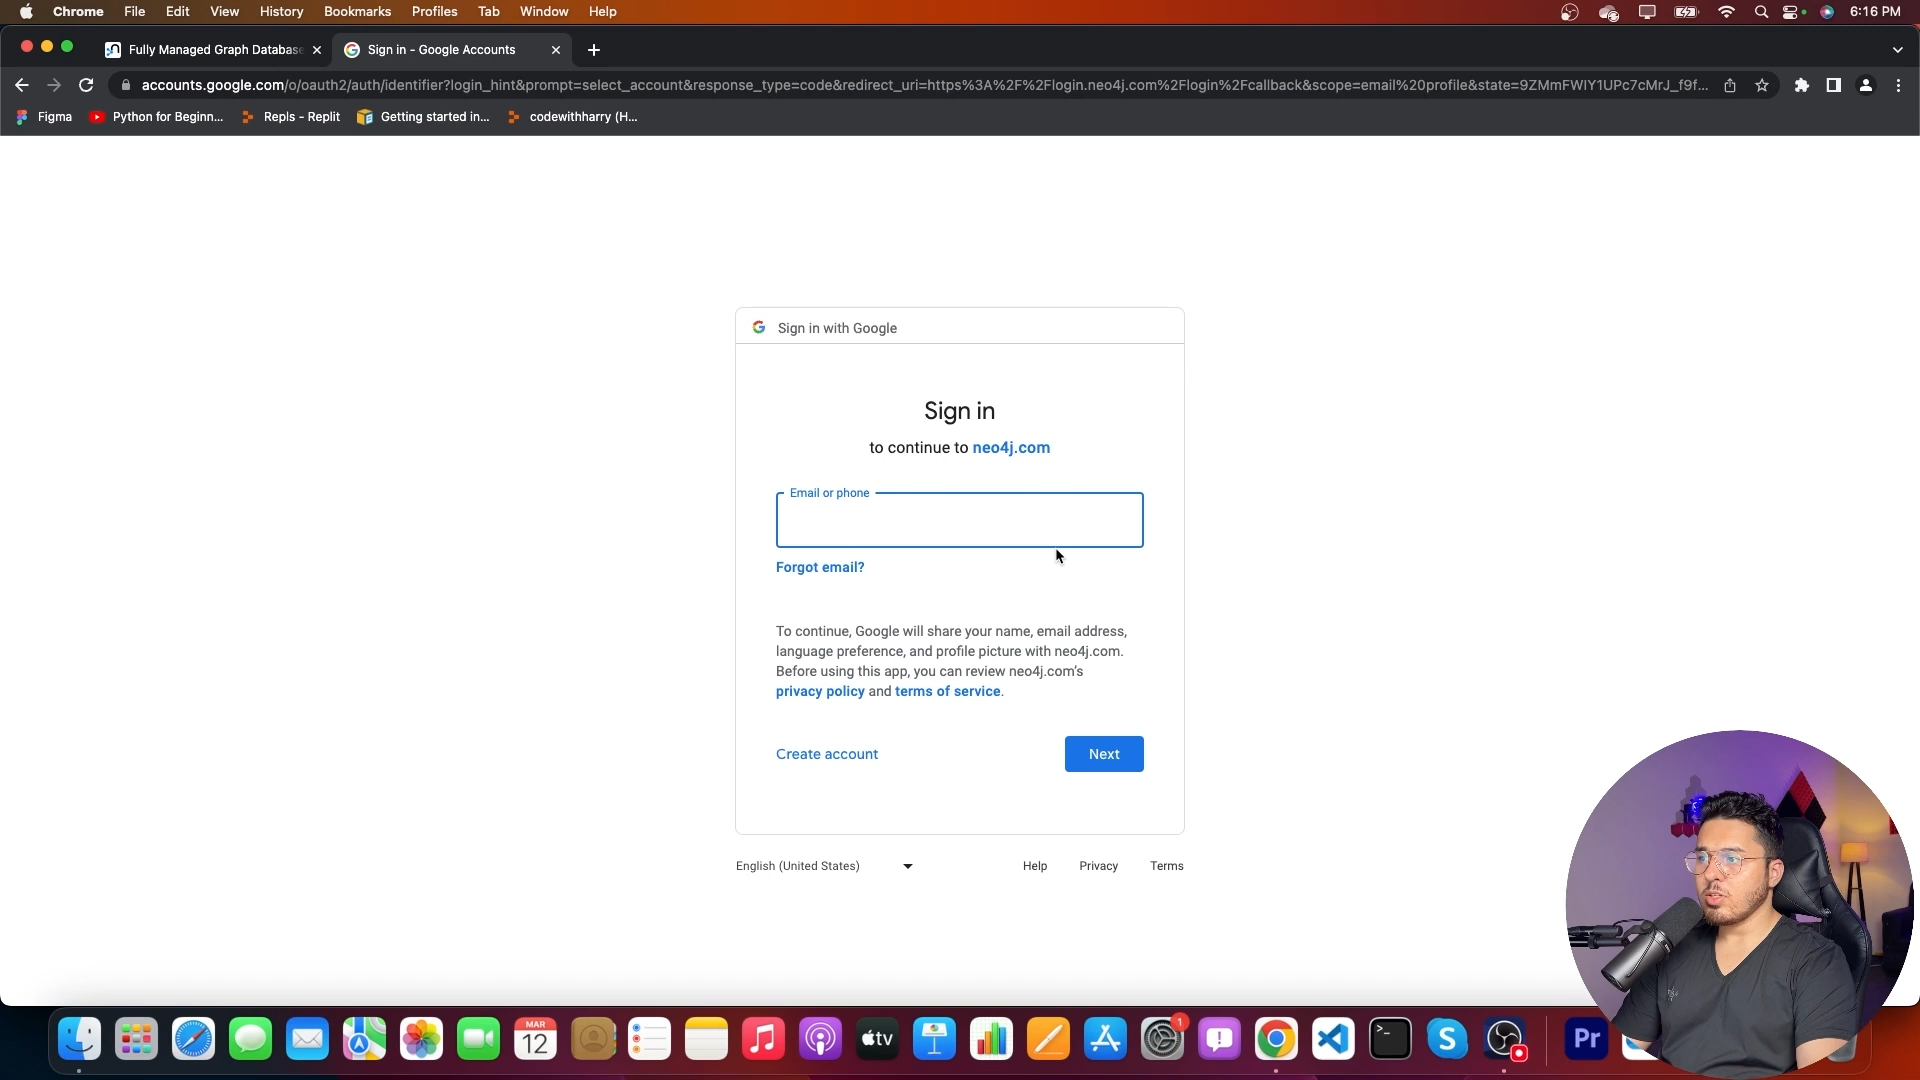 Chrome File Edit View History Bookmarks Profiles Tab Window Help 6:16 PM
Fully Managed Graph Database Sign in - Google Accounts
accounts.google.com/o/oauth2/auth/identifier?login_hint&prompt=select_account&response_type=code&redirect_uri=https%3A%2F%2Flogin.neo4j.com%2Flogin%2Fcallback&scope=email%20profile&state=9ZMmFWIY1UPc7cMrJ_f9f...
Figma Python for Beginn... Repls - Replit Getting started in... codewithharry (H...
Sign in with Google
Sign in
to continue to neo4j.com
Email or phone
Forgot email?
To continue, Google will share your name, email address,
language preference, and profile picture with neo4j.com.
Before using this app, you can review neo4j.com's
privacy policy and terms of service.
Create account Next
English (United States) Help Privacy Terms
MAR
12
tv
1
Pr